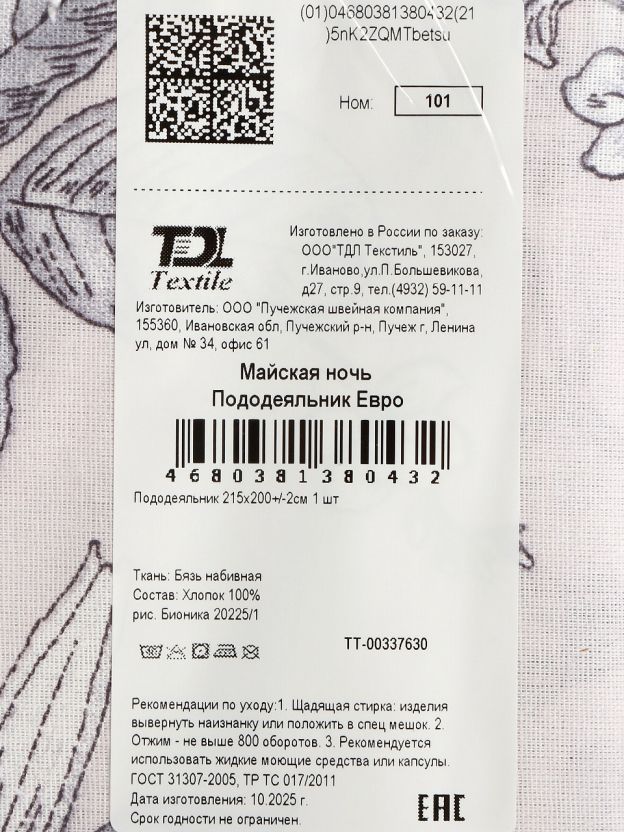 (01)04680381380432(21
)5nK2ZQMTbetsu
Ном: 101
TDL
Textile
Изготовлено в России по заказу:
ООО"ТДЛ Текстиль", 153027,
г.Иваново,ул.П.Большевикова,
д27, стр.9, тел.(4932) 59-11-11
Изготовитель: ООО "Пучежская швейная компания",
155360, Ивановская обл, Пучежский р-н, Пучеж г, Ленина
ул, дом № 34, офис 61
Майская ночь
Пододеяльник Евро
4680381380432
Пододеяльник 215х200+/-2см 1 шт
Ткань: Бязь набивная
Состав: Хлопок 100%
рис. Бионика 20225/1
ТТ-00337630
Рекомендации по уходу:1. Щадящая стирка: изделия
вывернуть наизнанку или положить в спец мешок. 2.
Отжим - не выше 800 оборотов. 3. Рекомендуется
использовать жидкие моющие средства или капсулы.
ГОСТ 31307-2005, ТР ТС 017/2011
Дата изготовления: 10.2025 г.
Срок годности не ограничен.
ЕАС